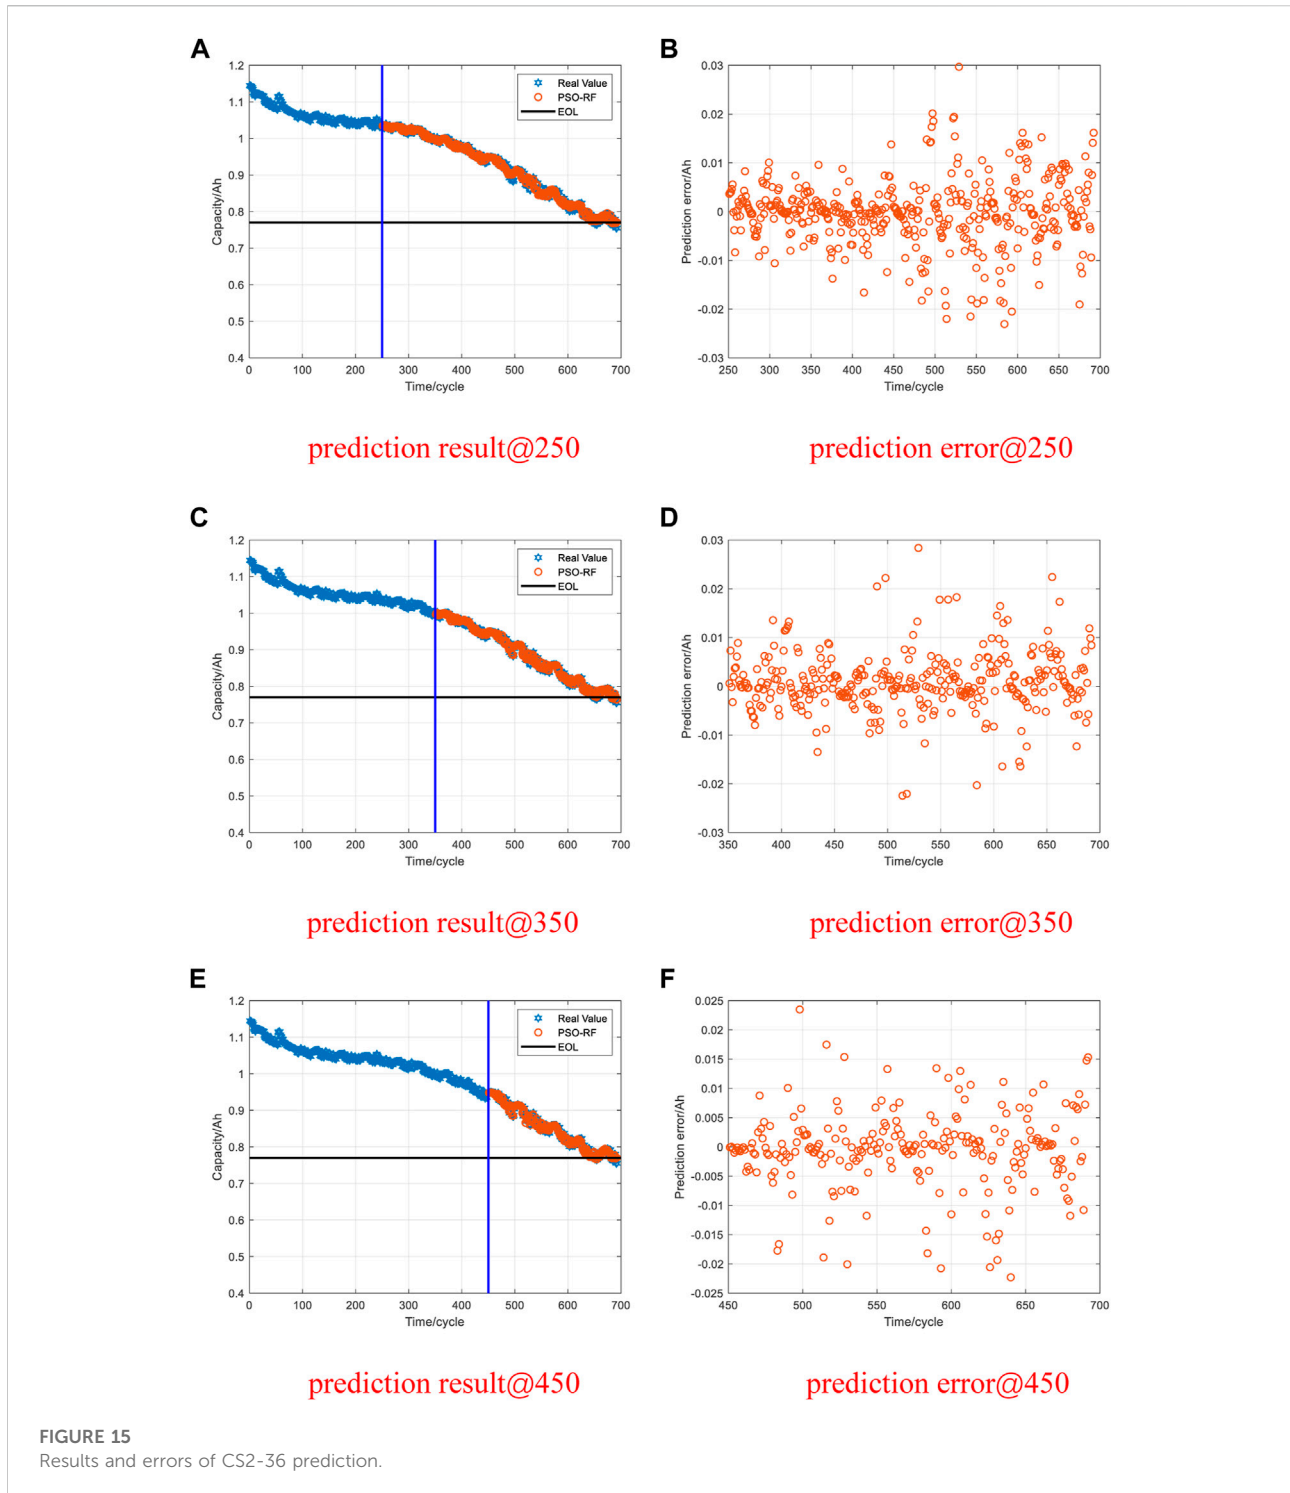 A
B
1.2
1.1
1
0.9
0.8
0.7
0.6
0.5
0.4
Capacity/Ah
Real Value
PSO-RF
EOL
0 100 200 300 400 500 600 700
Time/cycle
0.03
0.02
0.01
0
-0.01
-0.02
-0.03
Prediction error/Ah
250 300 350 400 450 500 550 600 650 700
Time/cycle
prediction result@250
prediction error@250
C
D
1.2
1.1
1
0.9
0.8
0.7
0.6
0.5
0.4
Capacity/Ah
Real Value
PSO-RF
EOL
0 100 200 300 400 500 600 700
Time/cycle
0.03
0.02
0.01
0
-0.01
-0.02
-0.03
Prediction error/Ah
350 400 450 500 550 600 650 700
Time/cycle
prediction result@350
prediction error@350
E
F
1.2
1.1
1
0.9
0.8
0.7
0.6
0.5
0.4
Capacity/Ah
Real Value
PSO-RF
EOL
0 100 200 300 400 500 600 700
Time/cycle
0.025
0.02
0.015
0.01
0.005
0
-0.005
-0.01
-0.015
-0.02
-0.025
Prediction error/Ah
450 500 550 600 650 700
Time/cycle
prediction result@450
prediction error@450
FIGURE 15
Results and errors of CS2-36 prediction.